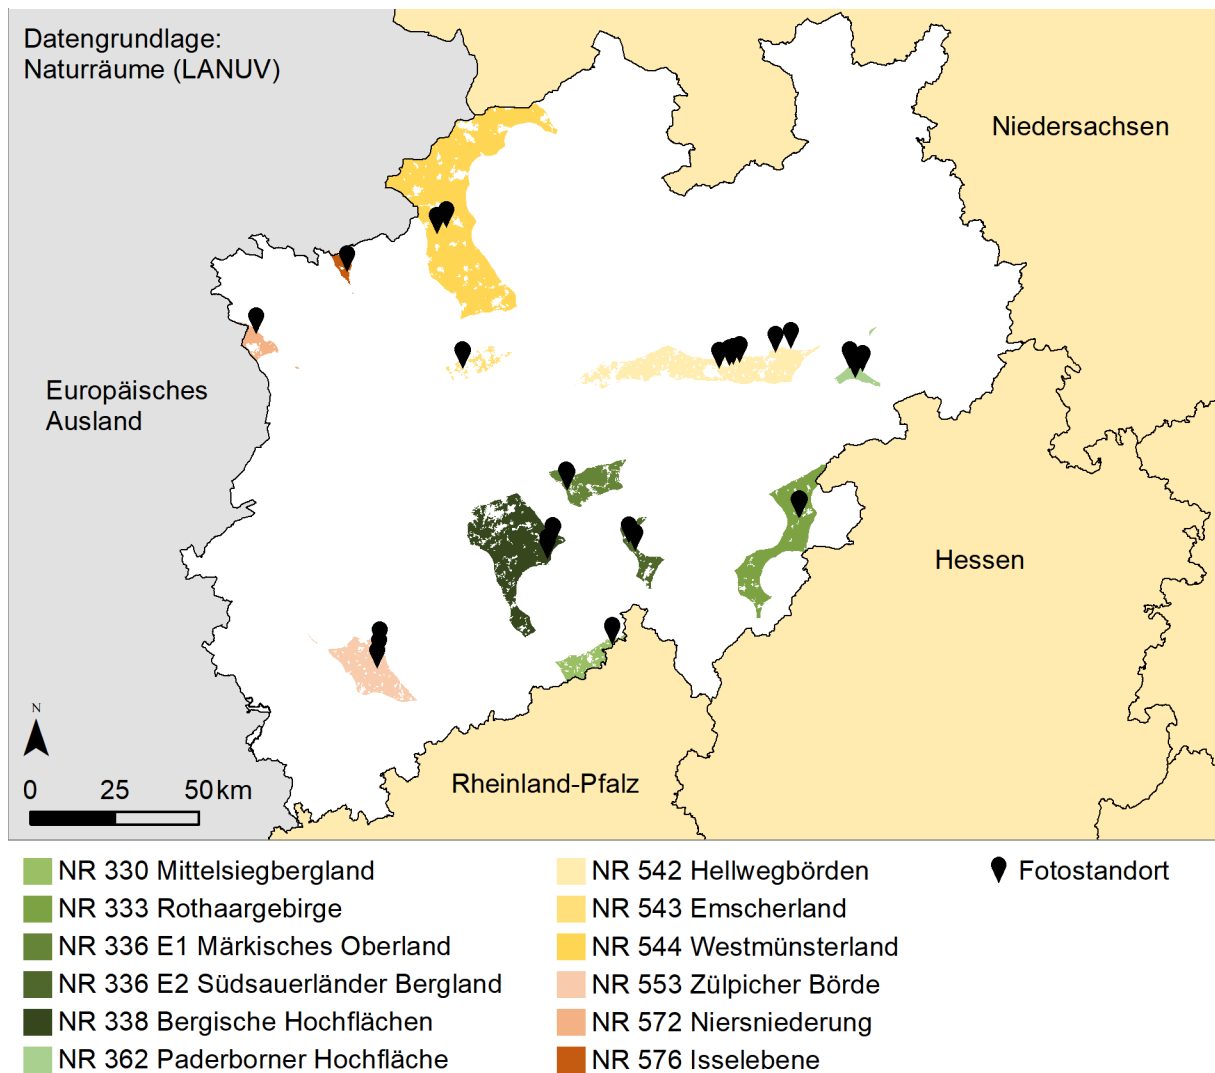 Datengrundlage:
Naturräume (LANUV)
Niedersachsen
Europäisches
Ausland
Hessen
Rheinland-Pfalz
N
0 25 50 km
NR 330 Mittelsiegbergland
NR 333 Rothaargebirge
NR 336 E1 Märkisches Oberland
NR 336 E2 Südsauerländer Bergland
NR 338 Bergische Hochflächen
NR 362 Paderborner Hochfläche
NR 542 Hellwegbörden
NR 543 Emscherland
NR 544 Westmünsterland
NR 553 Zülpicher Börde
NR 572 Niersniederung
NR 576 Isselebene
Fotostandort